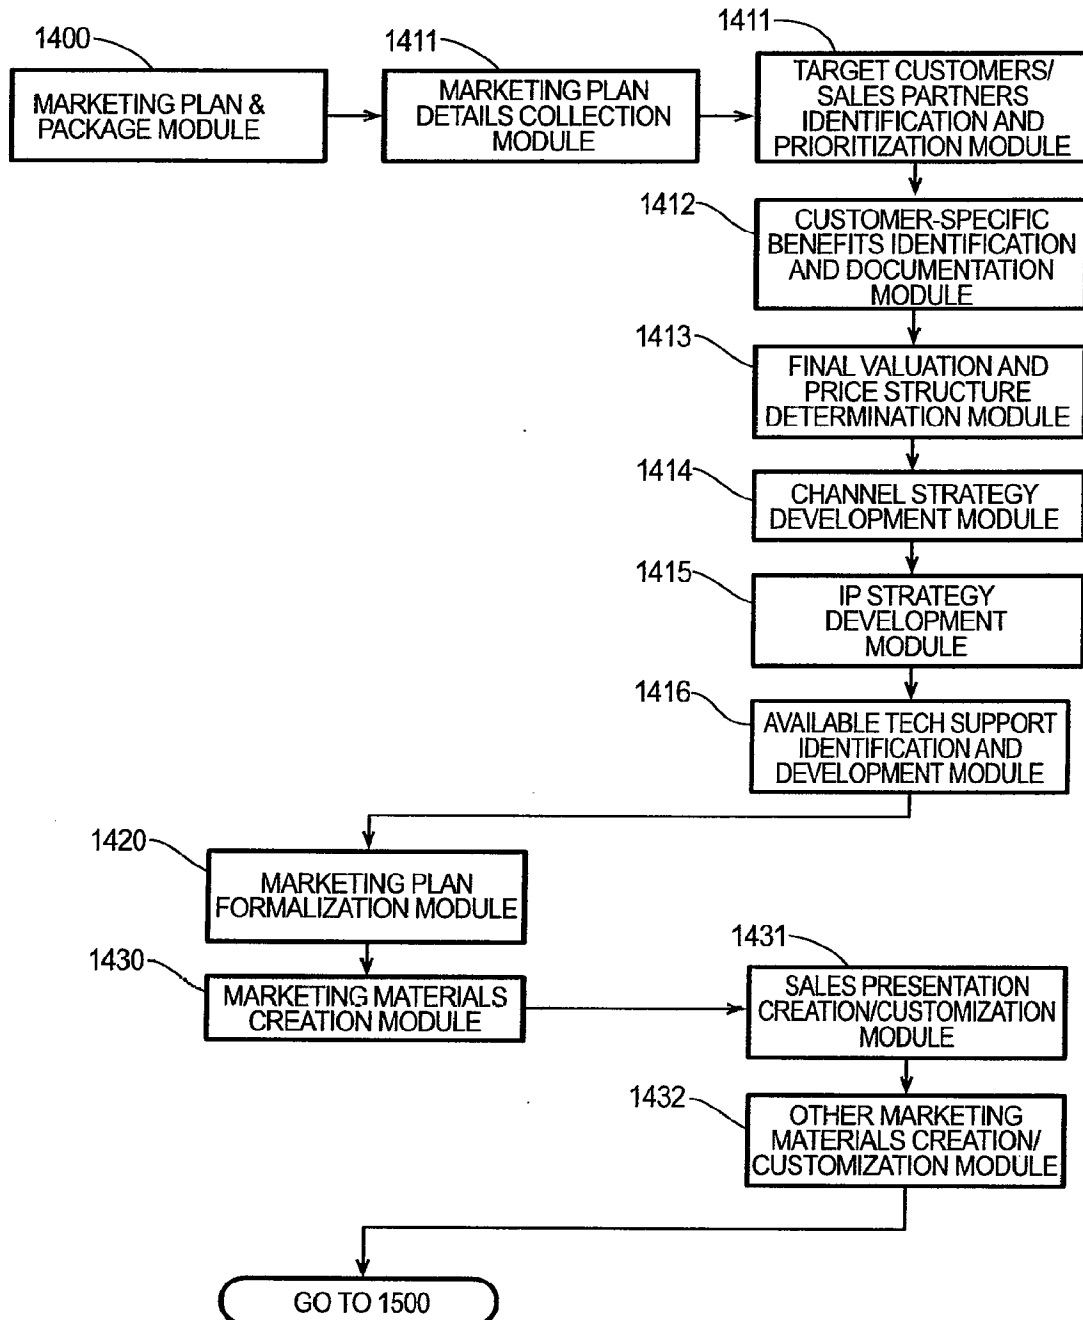 1400
MARKETING PLAN &
PACKAGE MODULE
1411
MARKETING PLAN
DETAILS COLLECTION
MODULE
1411
TARGET CUSTOMERS/
SALES PARTNERS
IDENTIFICATION AND
PRIORITIZATION MODULE
1412
CUSTOMER-SPECIFIC
BENEFITS IDENTIFICATION
AND DOCUMENTATION
MODULE
1413
FINAL VALUATION AND
PRICE STRUCTURE
DETERMINATION MODULE
1414
CHANNEL STRATEGY
DEVELOPMENT MODULE
1415
IP STRATEGY
DEVELOPMENT
MODULE
1416
AVAILABLE TECH SUPPORT
IDENTIFICATION AND
DEVELOPMENT MODULE
1420
MARKETING PLAN
FORMALIZATION MODULE
1430
MARKETING MATERIALS
CREATION MODULE
1431
SALES PRESENTATION
CREATION/CUSTOMIZATION
MODULE
1432
OTHER MARKETING
MATERIALS CREATION/
CUSTOMIZATION MODULE
GO TO 1500